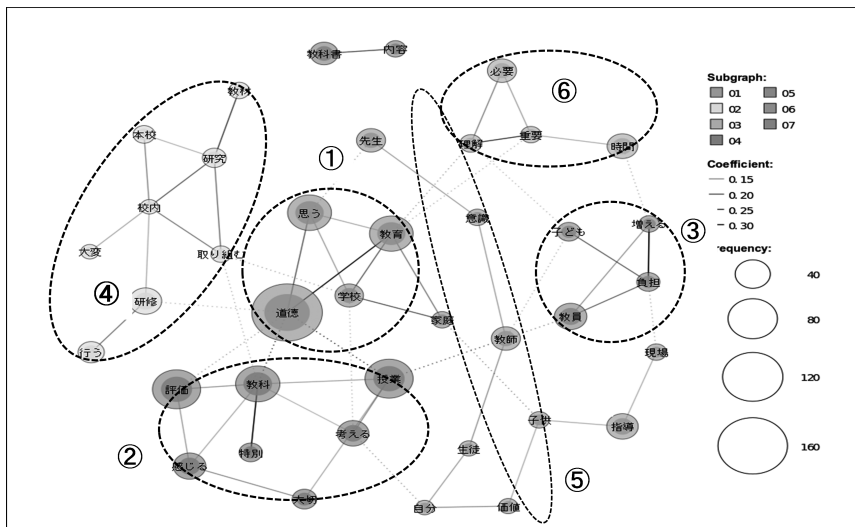 教科書
内容
必要
⑥
理解
重要
時間
教材
本校
研究
校内
大変
取り組む
④
研修
行う
先生
①
思う
教育
学校
道徳
家庭
意識
子ども
増える
③
負担
教員
教師
現場
評価
教科
授業
②
特別
考える
感じる
大切
子供
指導
生徒
⑤
自分
価値
Subgraph:
01
05
02
06
03
07
04
Coefficient:
0.15
0.20
0.25
0.30
requency:
40
80
120
160